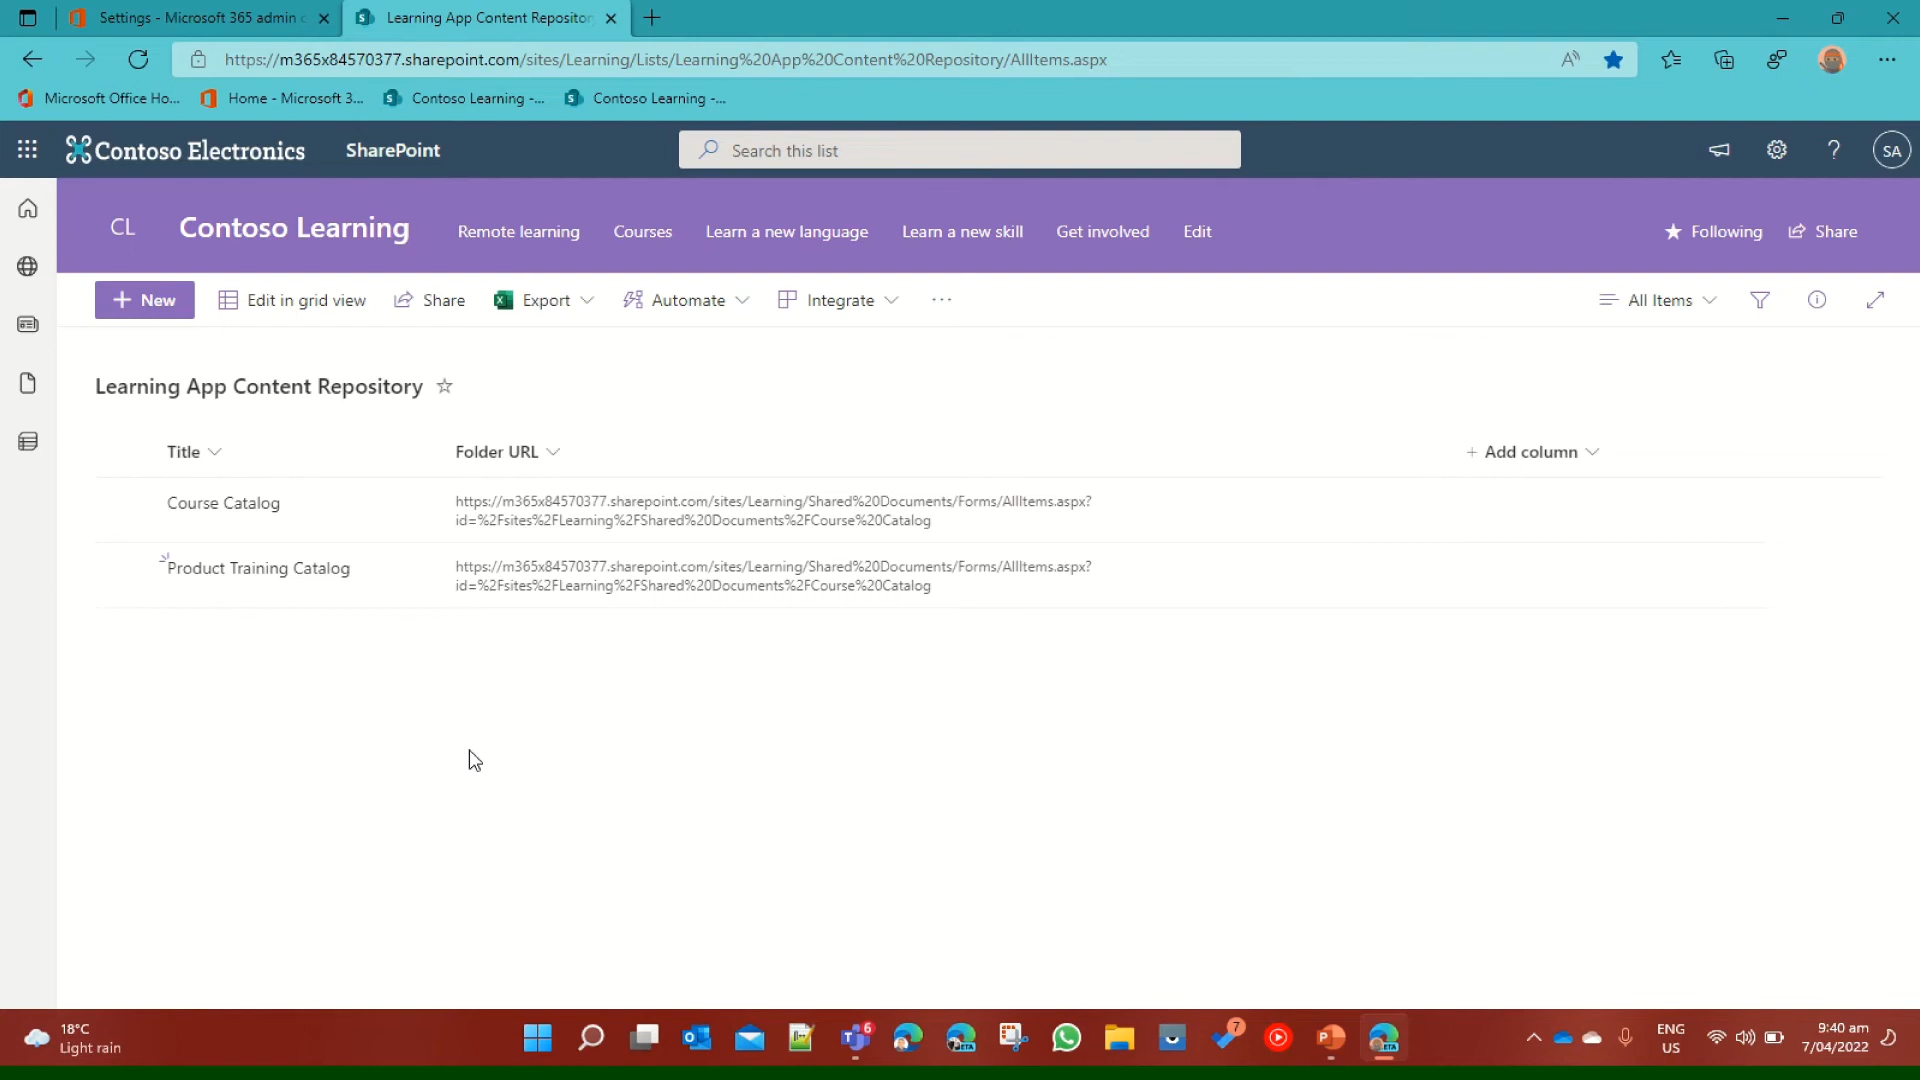 Settings - Microsoft 365 admin c
Learning App Content Repositor
https://m365x84570377.sharepoint.com/sites/Learning/Lists/Learning%20App%20Content%20Repository/AllItems.aspx
Microsoft Office Ho...
Home - Microsoft 3...
Contoso Learning -...
Contoso Learning -...
Contoso Electronics
SharePoint
Search this list
SA
CL
Contoso Learning
Remote learning
Courses
Learn a new language
Learn a new skill
Get involved
Edit
Following
Share
New
Edit in grid view
Share
Export
Automate
Integrate
All Items
Learning App Content Repository
Title
Folder URL
Add column
Course Catalog
https://m365x84570377.sharepoint.com/sites/Learning/Shared%20Documents/Forms/AllItems.aspx?
id=%2Fsites%2FLearning%2FShared%20Documents%2FCourse%20Catalog
Product Training Catalog
https://m365x84570377.sharepoint.com/sites/Learning/Shared%20Documents/Forms/AllItems.aspx?
id=%2Fsites%2FLearning%2FShared%20Documents%2FCourse%20Catalog
18°C
Light rain
6
BETA
7
BETA
ENG
US
9:40 am
7/04/2022